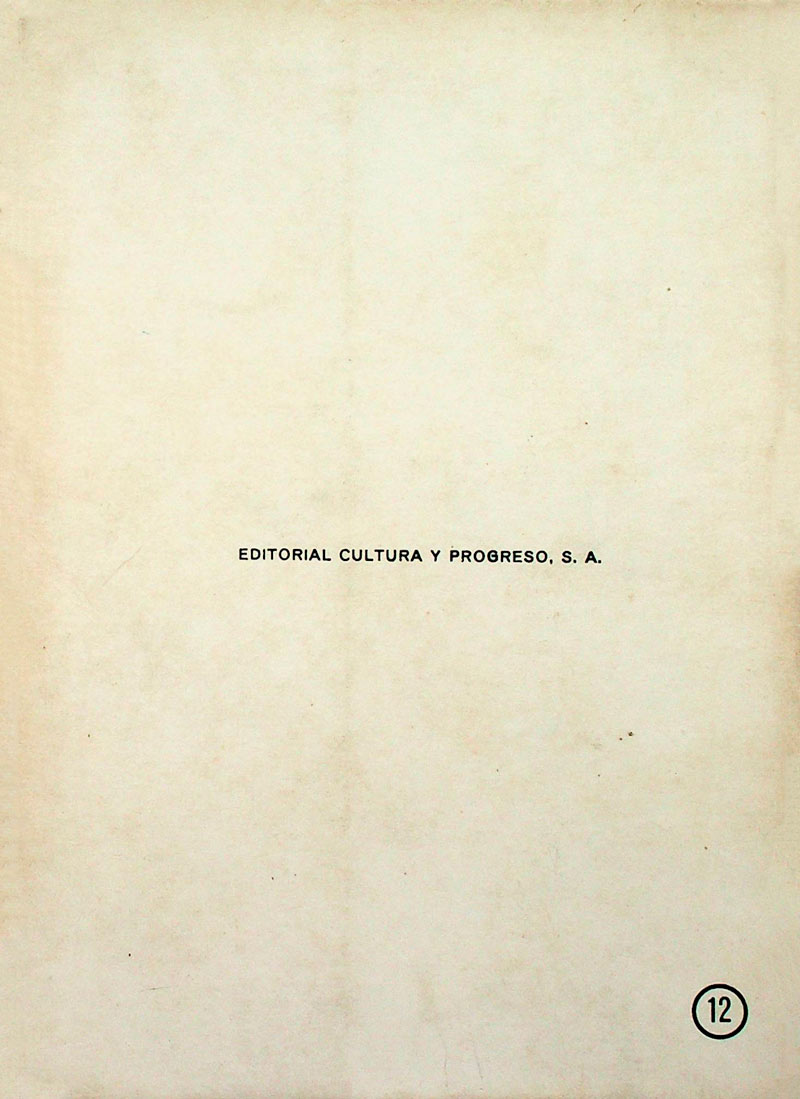 EDITORIAL CULTURA Y PROGRESO, S. A.
12